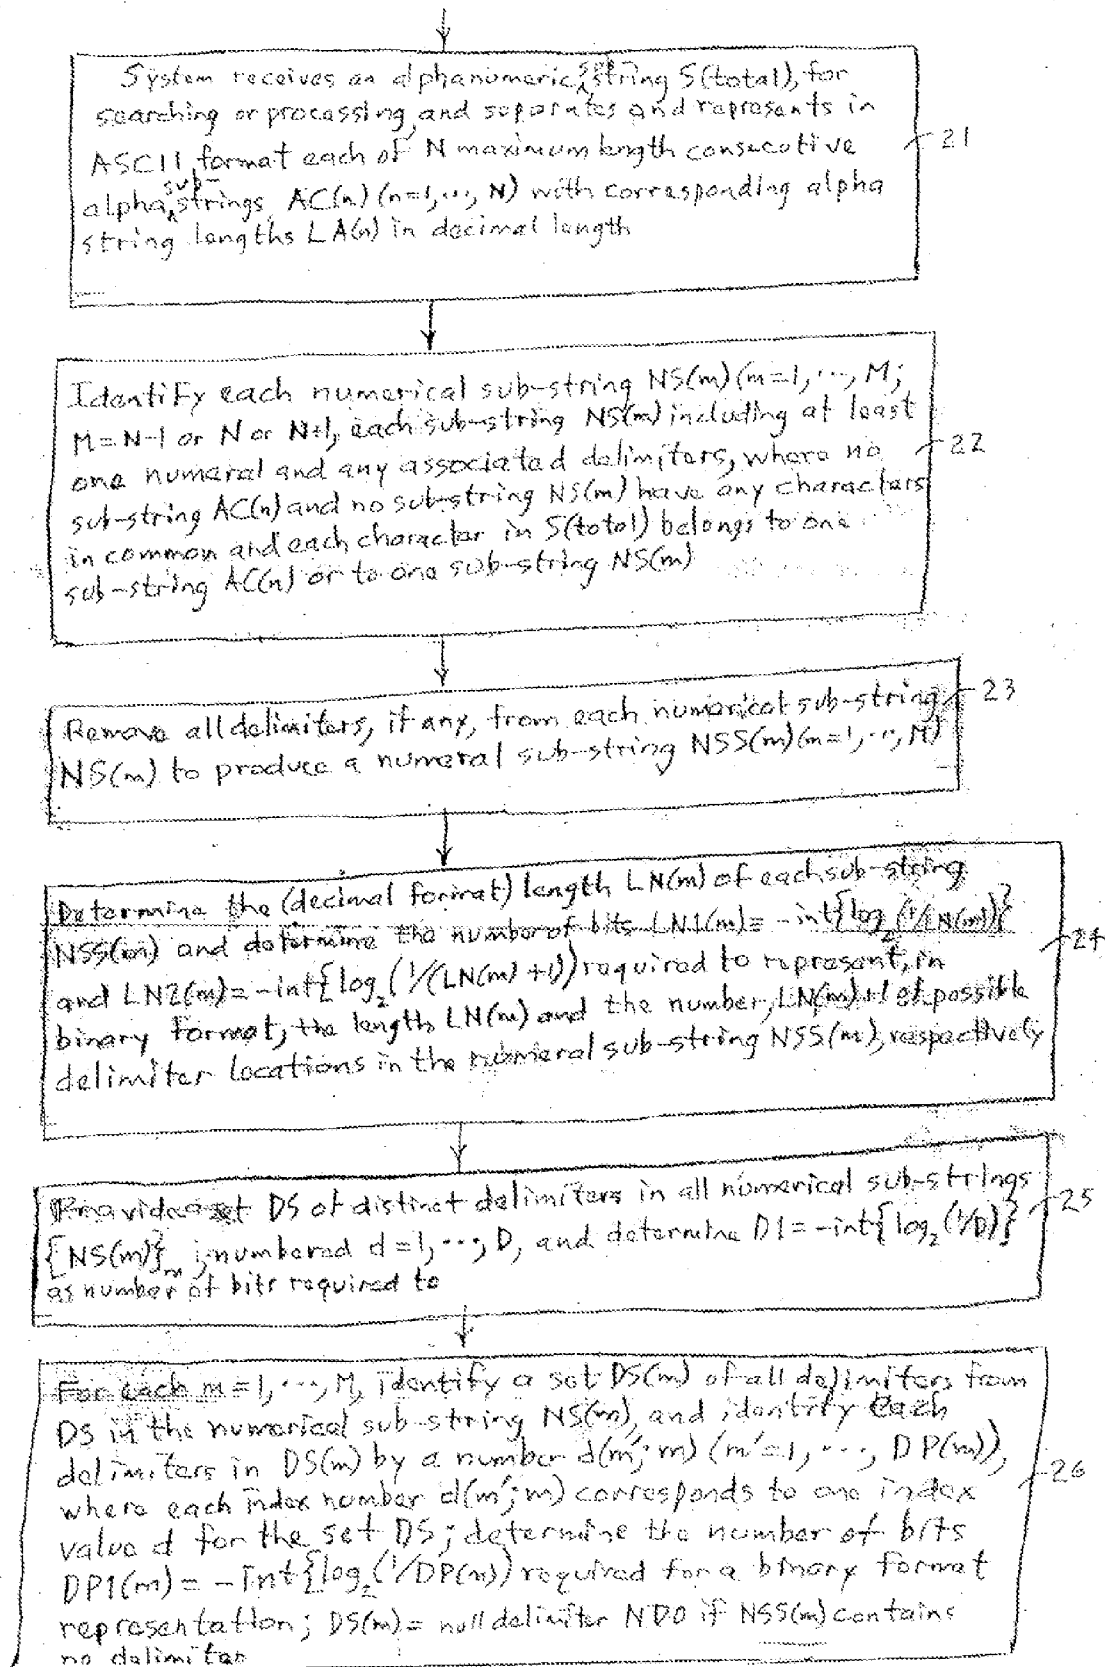 sp
System receives an alphanumeric string S(total), for
searching or processing, and separates and represents in
ASCII format each of N maximum length consecutive
21
sub-
alpha strings AC(n) (n=1,..., N) with corresponding alpha
string lengths LA(n) in decimal length
Identify each numerical sub-string NS(m) (m=1, ..., M;
M=N-1 or N or N+1, each sub-string NS(m) including at least
one numeral and any associated delimiters, where no
22
sub-string AC(n) and no sub-string NS(m) have any characters
in common and each character in S(total) belongs to one
sub-string AC(n) or to one sub-string NS(m)
Remove all delimiters, if any, from each numerical sub-string
23
NS(m) to produce a numeral sub-string NSS(m) (m=1, ..., M)
Determine the (decimal format) length LN(m) of each sub-string
NSS(m) and determine the number of bits LN1(m) = -int{log₂(1/LN(m))}
24
and LN2(m) = -int{log₂(1/(LN(m)+1)) required to represent, in
binary format, the length LN(m) and the number, LN(m)+1 of possible
delimiter locations in the numeral sub-string NSS(m), respectively
Provide a set DS of distinct delimiters in all numerical sub-strings
25
{NS(m)}ₘ, numbered d=1, ..., D, and determine D1 = -int{log₂(1/D)}
as number of bits required to
For each m=1, ..., M, identify a set DS(m) of all delimiters from
DS in the numerical sub-string NS(m), and identify each
delimiters in DS(m) by a number d(m';m) (m'=1, ..., DP(m)),
26
where each index number d(m';m) corresponds to one index
value d for the set DS; determine the number of bits
DP1(m) = -int{log₂(1/DP(m)) required for a binary format
representation; DS(m) = null delimiter ND0 if NSS(m) contains
no delimiter